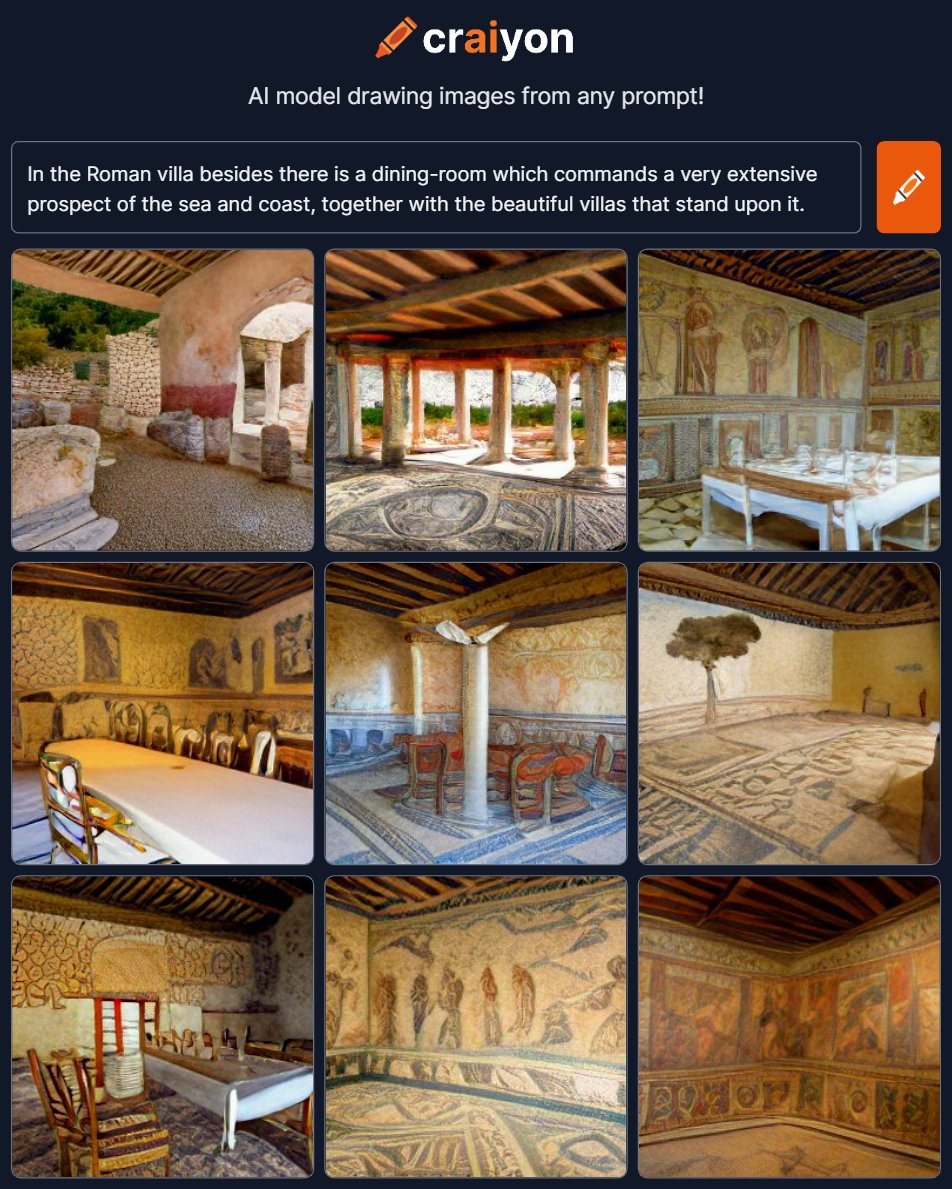 craiyon
AI model drawing images from any prompt!
In the Roman villa besides there is a dining-room which commands a very extensive
prospect of the sea and coast, together with the beautiful villas that stand upon it.